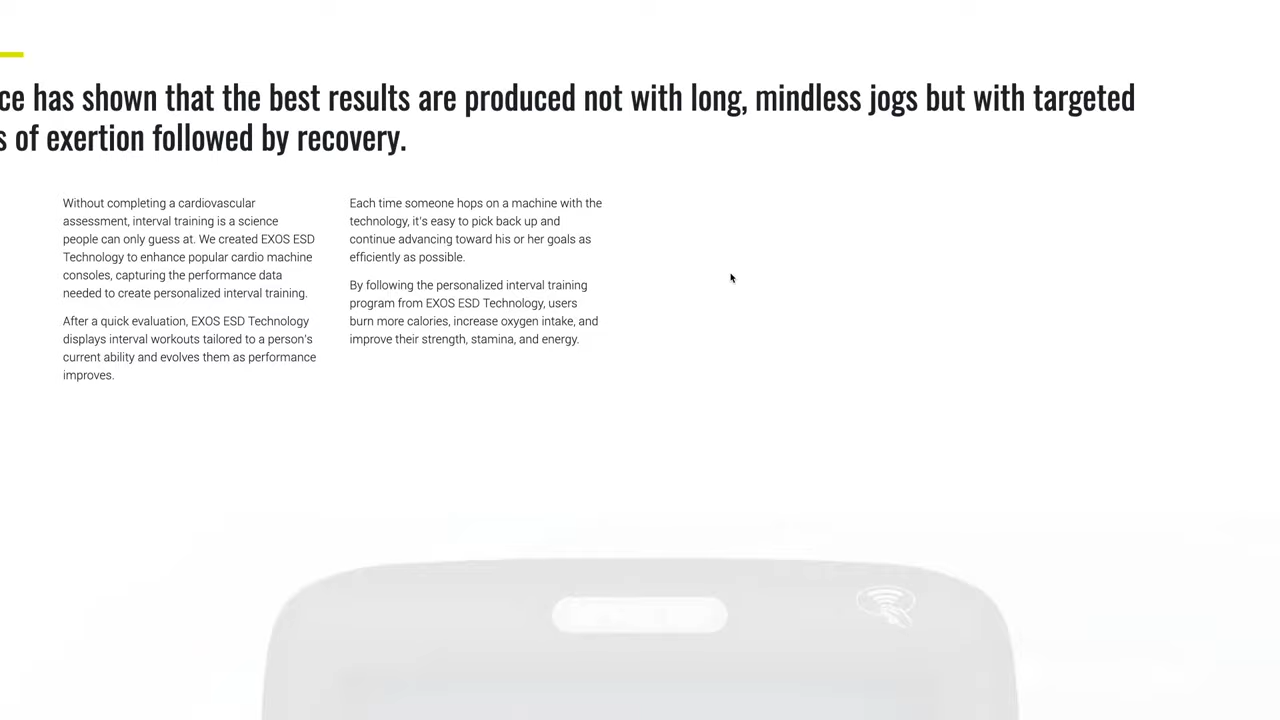 ce has shown that the best results are produced not with long, mindless jogs but with targeted
s of exertion followed by recovery.
Without completing a cardiovascular
assessment, interval training is a science
people can only guess at. We created EXOS ESD
Technology to enhance popular cardio machine
consoles, capturing the performance data
needed to create personalized interval training.
After a quick evaluation, EXOS ESD Technology
displays interval workouts tailored to a person's
current ability and evolves them as performance
improves.
Each time someone hops on a machine with the
technology, it's easy to pick back up and
continue advancing toward his or her goals as
efficiently as possible.
By following the personalized interval training
program from EXOS ESD Technology, users
burn more calories, increase oxygen intake, and
improve their strength, stamina, and energy.